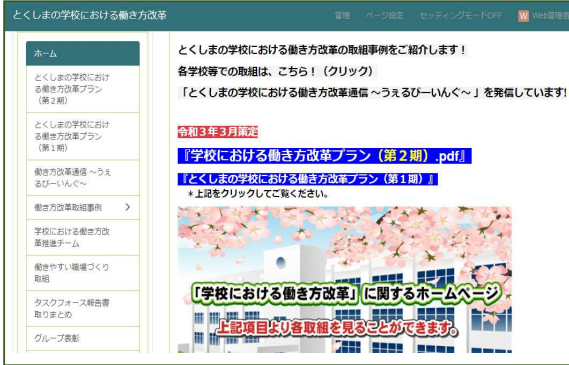 とくしまの学校における働き方改革
管理 ページ設定 セッティングモードOFF W Web管理者
ホーム
とくしまの学校におけ
る働き方改革プラン
(第2期)
とくしまの学校におけ
る働き方改革プラン
(第1期)
働き方改革通信 ～うぇ
るびーいんぐ～
働き方改革取組事例
学校における働き方改
革推進チーム
働きやすい職場づくり
取組
タスクフォース報告書
取りまとめ
グループ表彰
とくしまの学校における働き方改革の取組事例をご紹介します！
各学校等での取組は、こちら！（クリック）
「とくしまの学校における働き方改革通信 ～うぇるびーいんぐ～ 」を発信しています!
令和３年３月策定
『学校における働き方改革プラン（第２期）.pdf』
『とくしまの学校における働き方改革プラン（第１期）』
＊上記をクリックしてご覧ください。
「学校における働き方改革」に関するホームページ
上記項目より各取組を見ることができます。